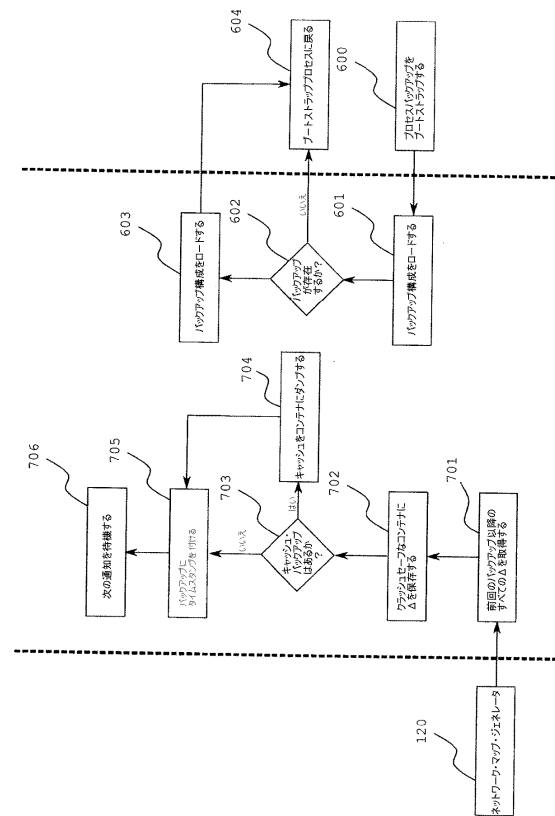 604
ブートストラッププロセスに戻る
600
プロセスバックアップを
ブートストラップする
603
バックアップ構成をロードする
602
バックアップ
が存在
するか?
いいえ
601
バックアップ構成をロードする
706
次の通知を待機する
705
バックアップに
タイムスタンプを付ける
704
キャッシュをコンテナにダンプする
703
キャッシュ・
バックアップ
はあるか
?
いいえ
はい
702
クラッシュセーフなコンテナに
Δを保存する
701
前回のバックアップ以降の
すべてのΔを取得する
120
ネットワーク・マップ・ジェネレータ